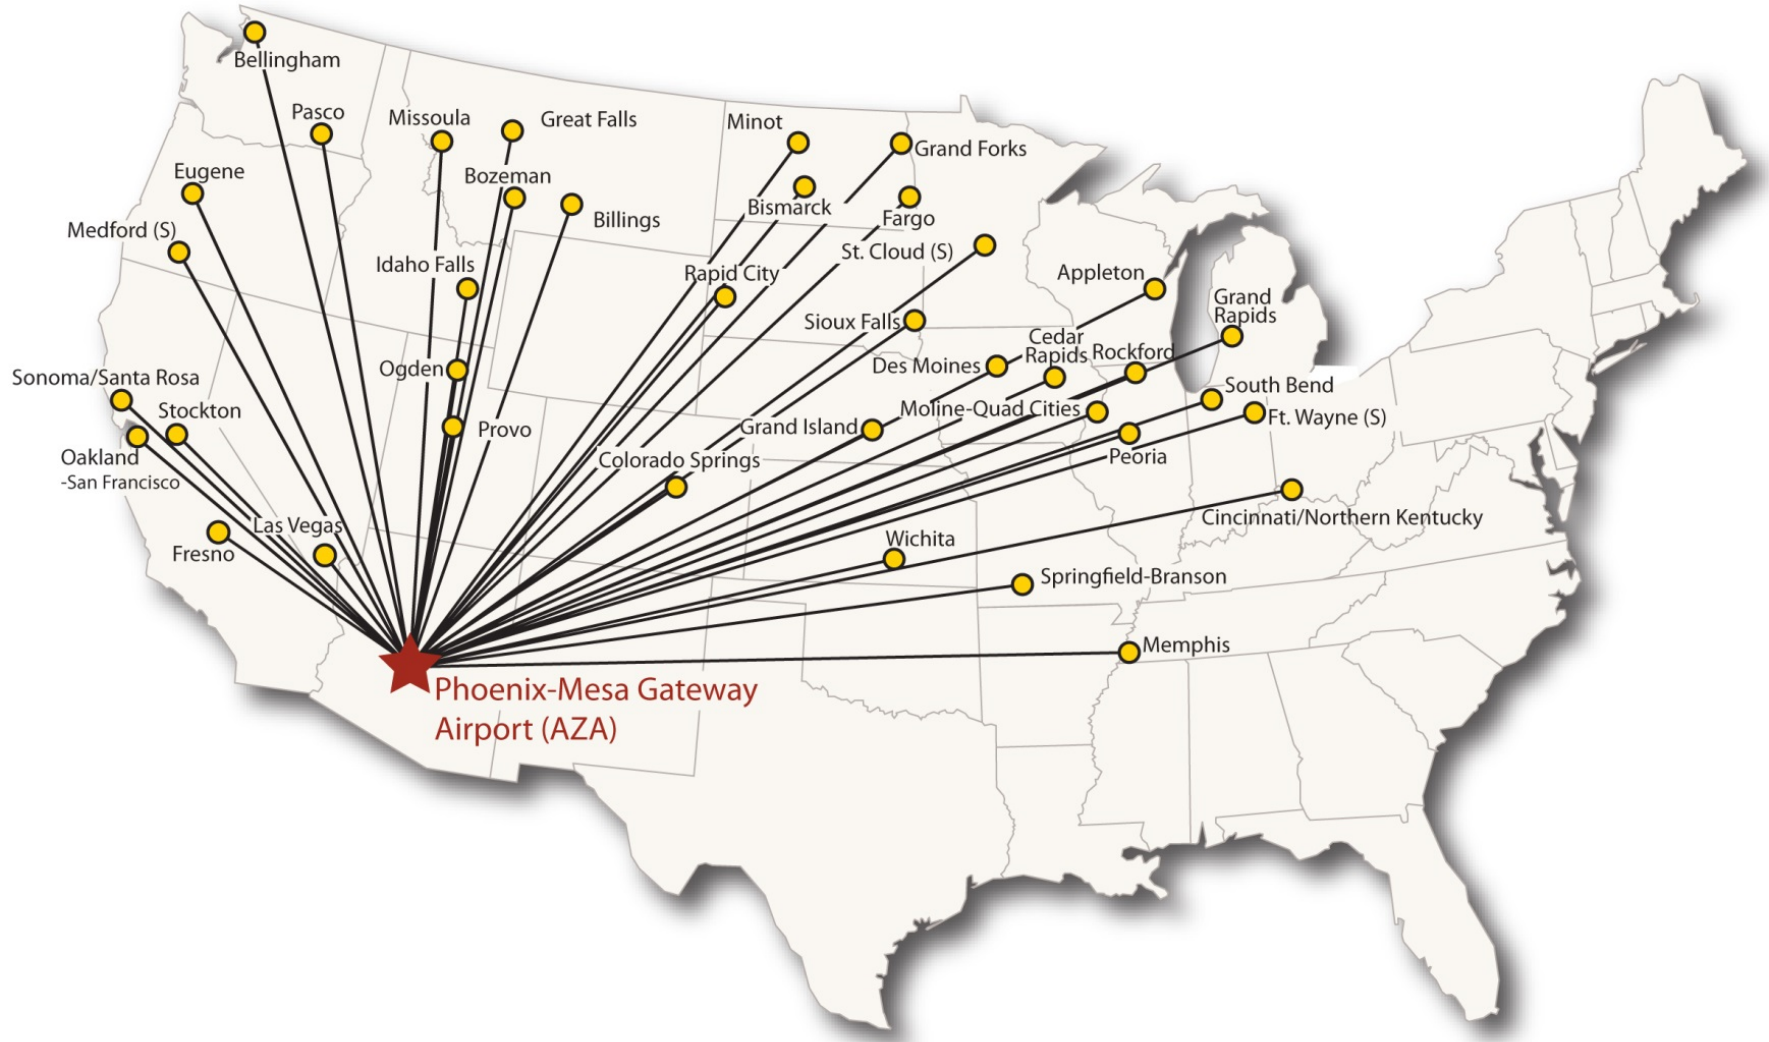 Bellingham
Pasco
Missoula
Great Falls
Minot
Grand Forks
Eugene
Bozeman
Bismarck
Fargo
Billings
Medford (S)
St. Cloud (S)
Idaho Falls
Rapid City
Appleton
Grand
Rapids
Sioux Falls
Cedar
Rapids
Rockford
Des Moines
Ogden
Sonoma/Santa Rosa
South Bend
Stockton
Moline-Quad Cities
Ft. Wayne (S)
Grand Island
Provo
Oakland
-San Francisco
Colorado Springs
Peoria
Las Vegas
Cincinnati/Northern Kentucky
Fresno
Wichita
Springfield-Branson
Memphis
Phoenix-Mesa Gateway
Airport (AZA)